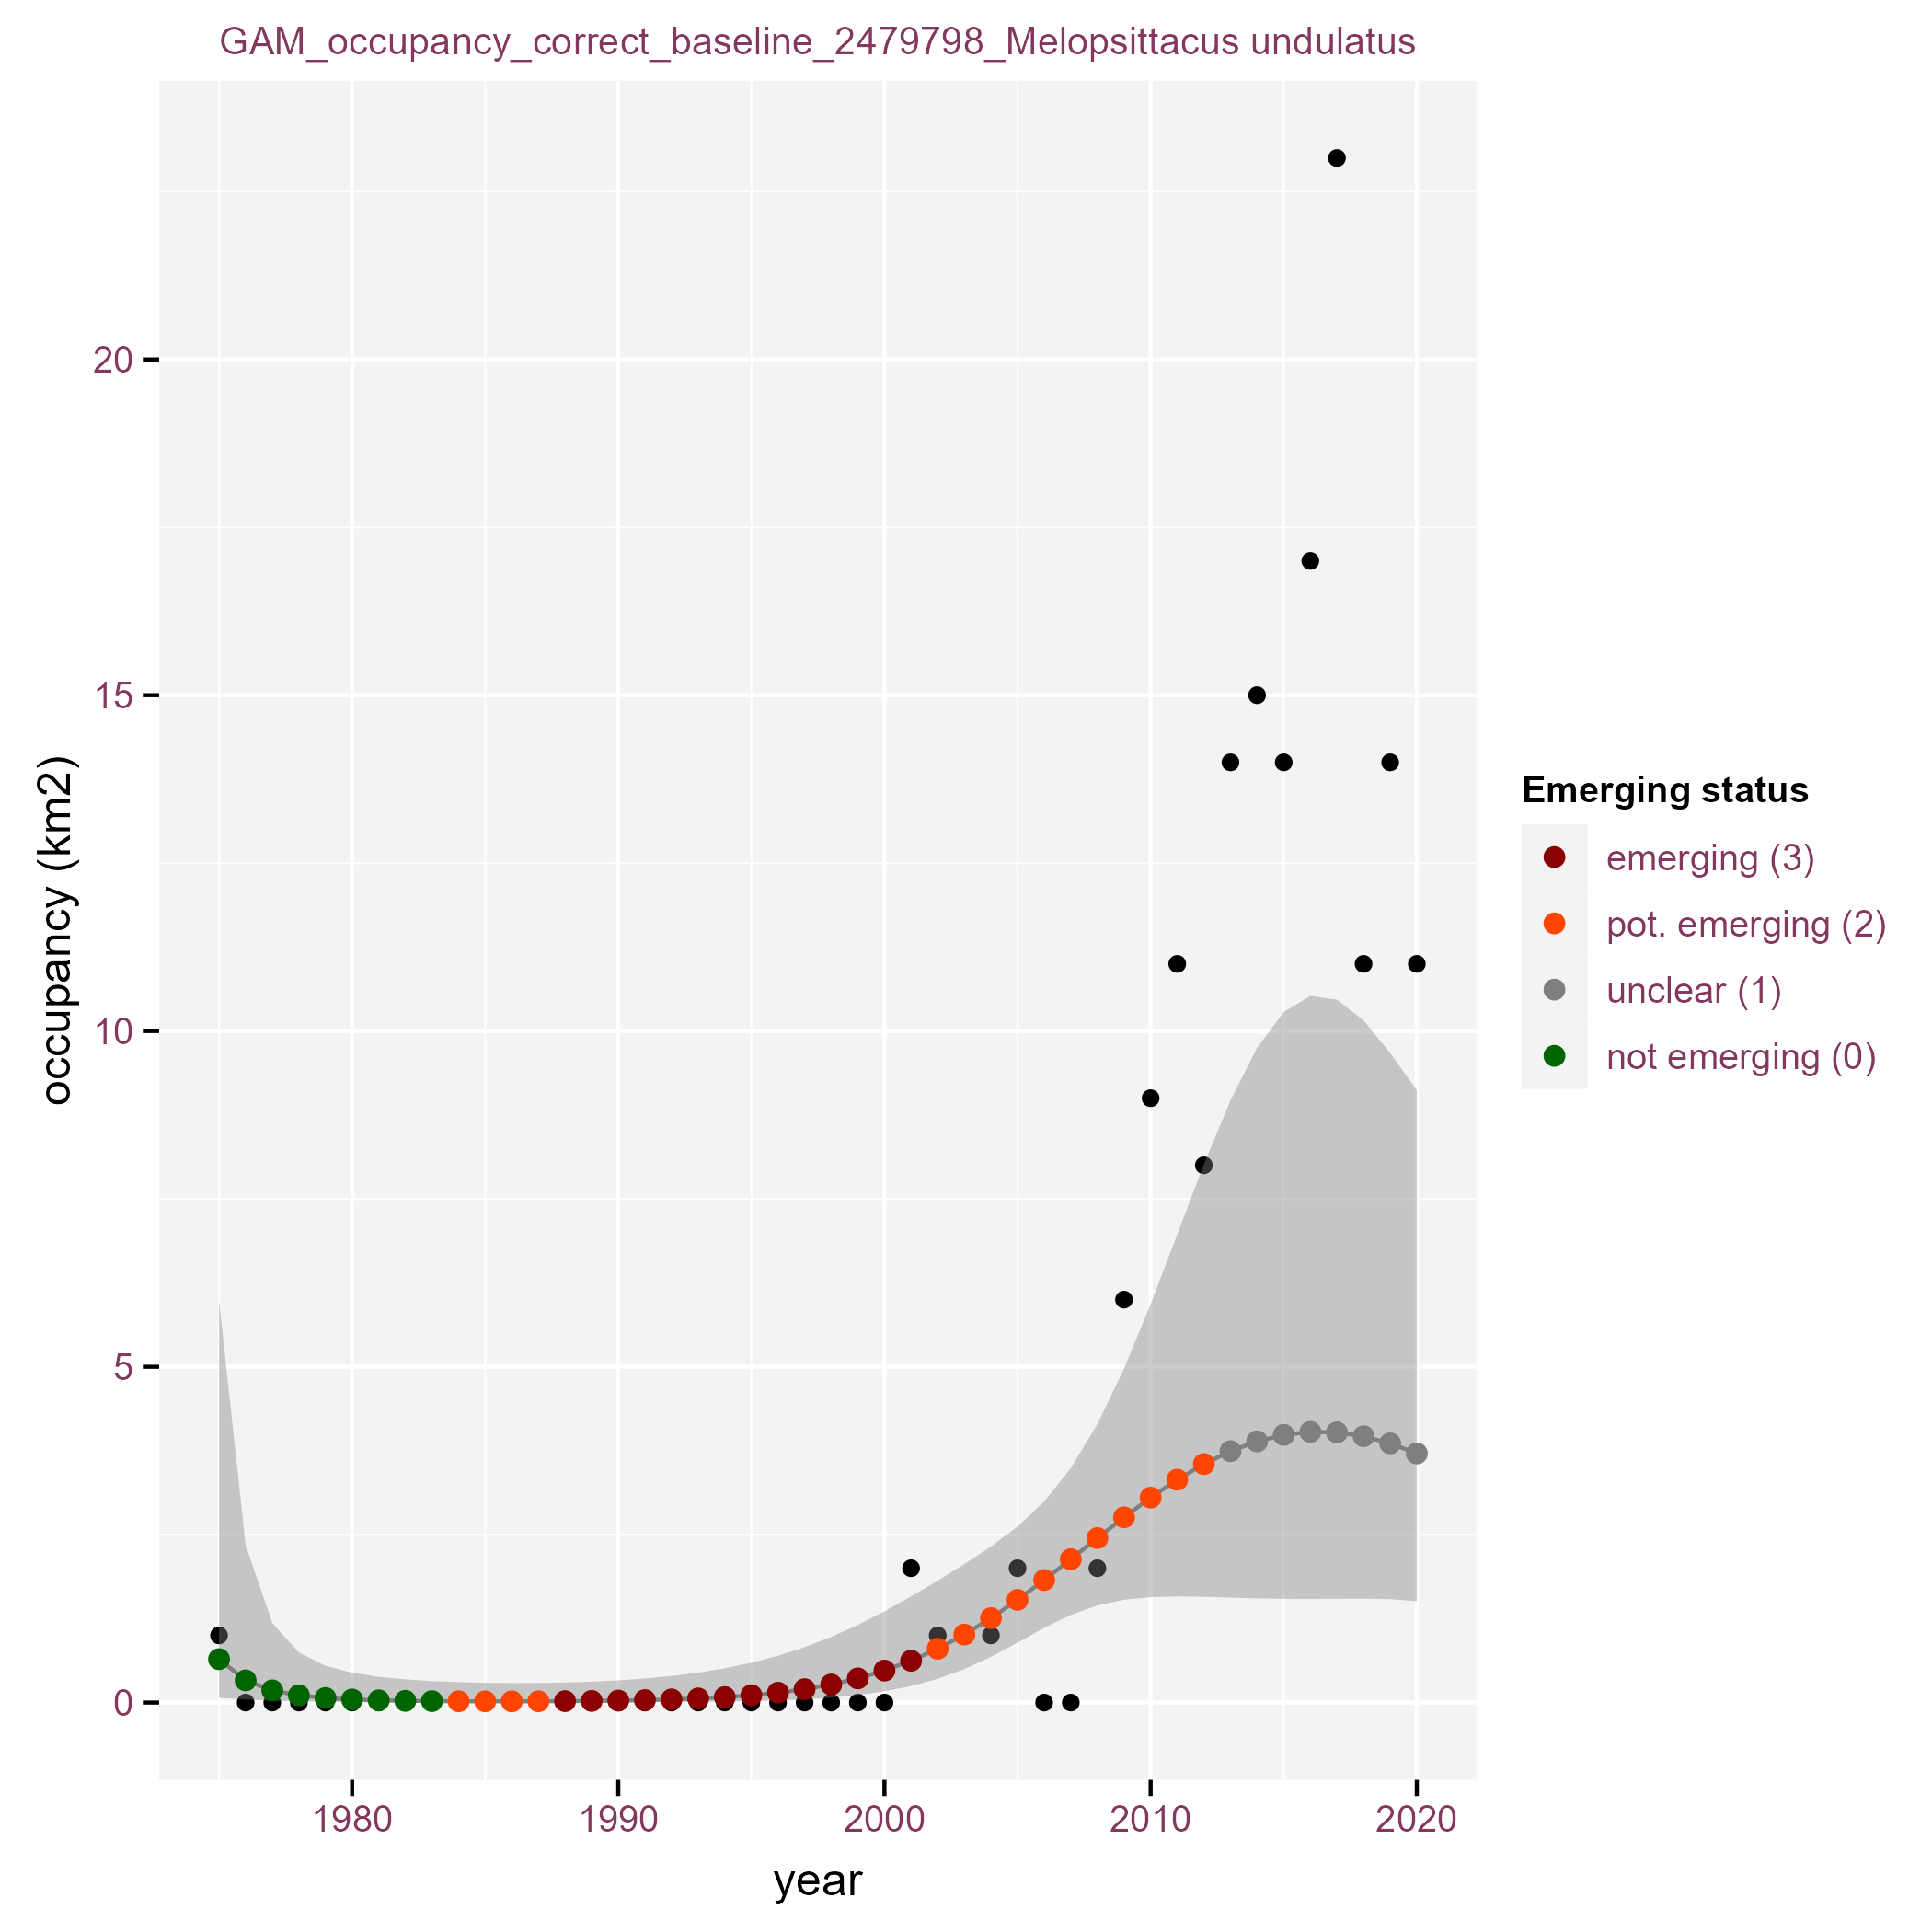 GAM_occupancy_correct_baseline_2479798_Melopsittacus undulatus
occupancy (km2)
20
15
10
5
0
1980 1990 2000 2010 2020
year
Emerging status
emerging (3)
pot. emerging (2)
unclear (1)
not emerging (0)